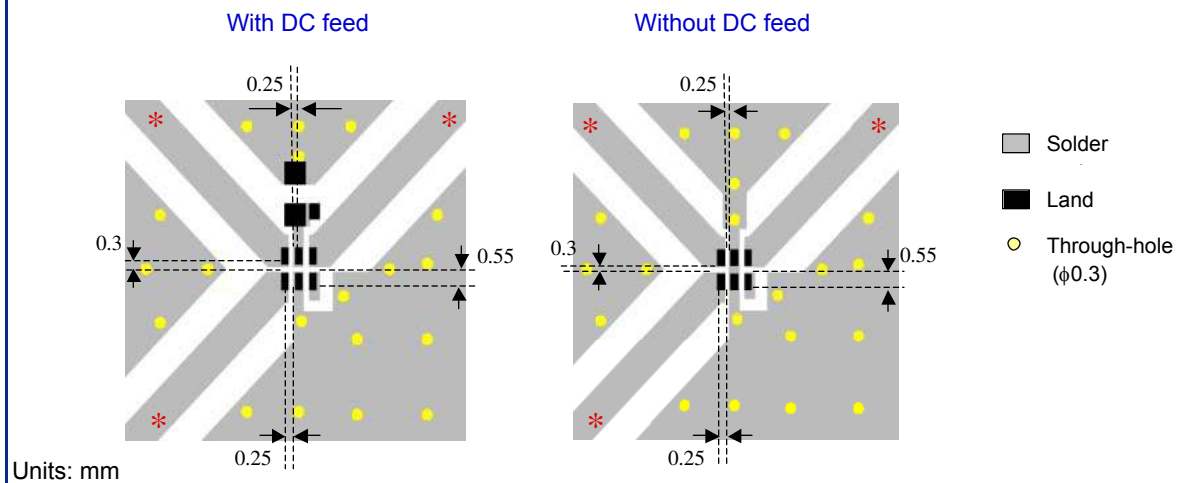 With DC feed
Without DC feed
0.25
0.25
*
*
*
*
Solder
Land
0.3
0.55
0.3
0.55
Through-hole
(ϕ0.3)
*
*
0.25
0.25
Units: mm